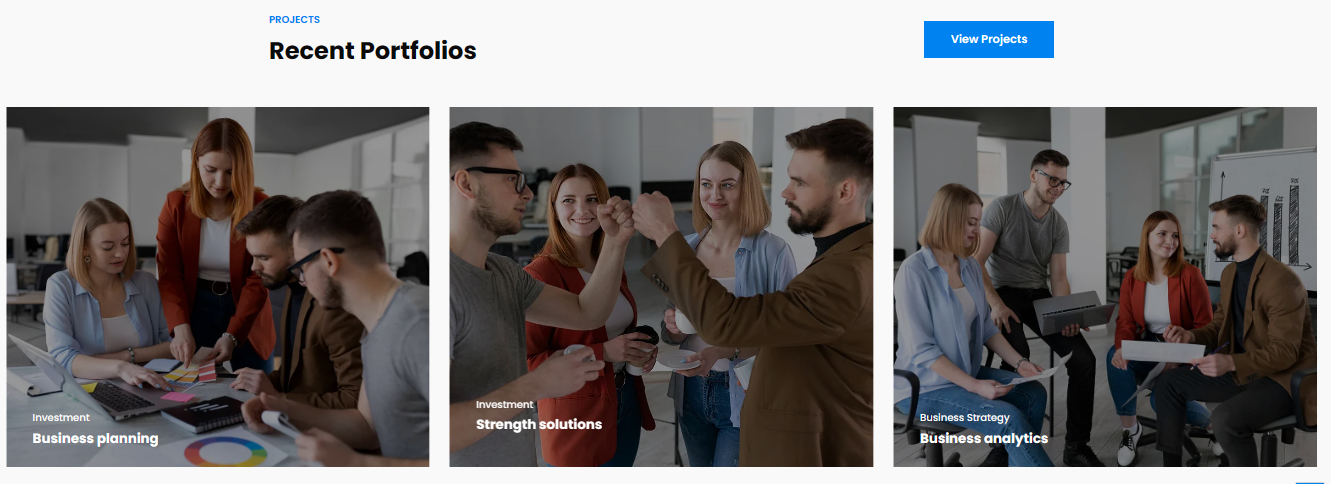 PROJECTS
Recent Portfolios
View Projects
Investment
Business planning
Investment
Strength solutions
Business Strategy
Business analytics